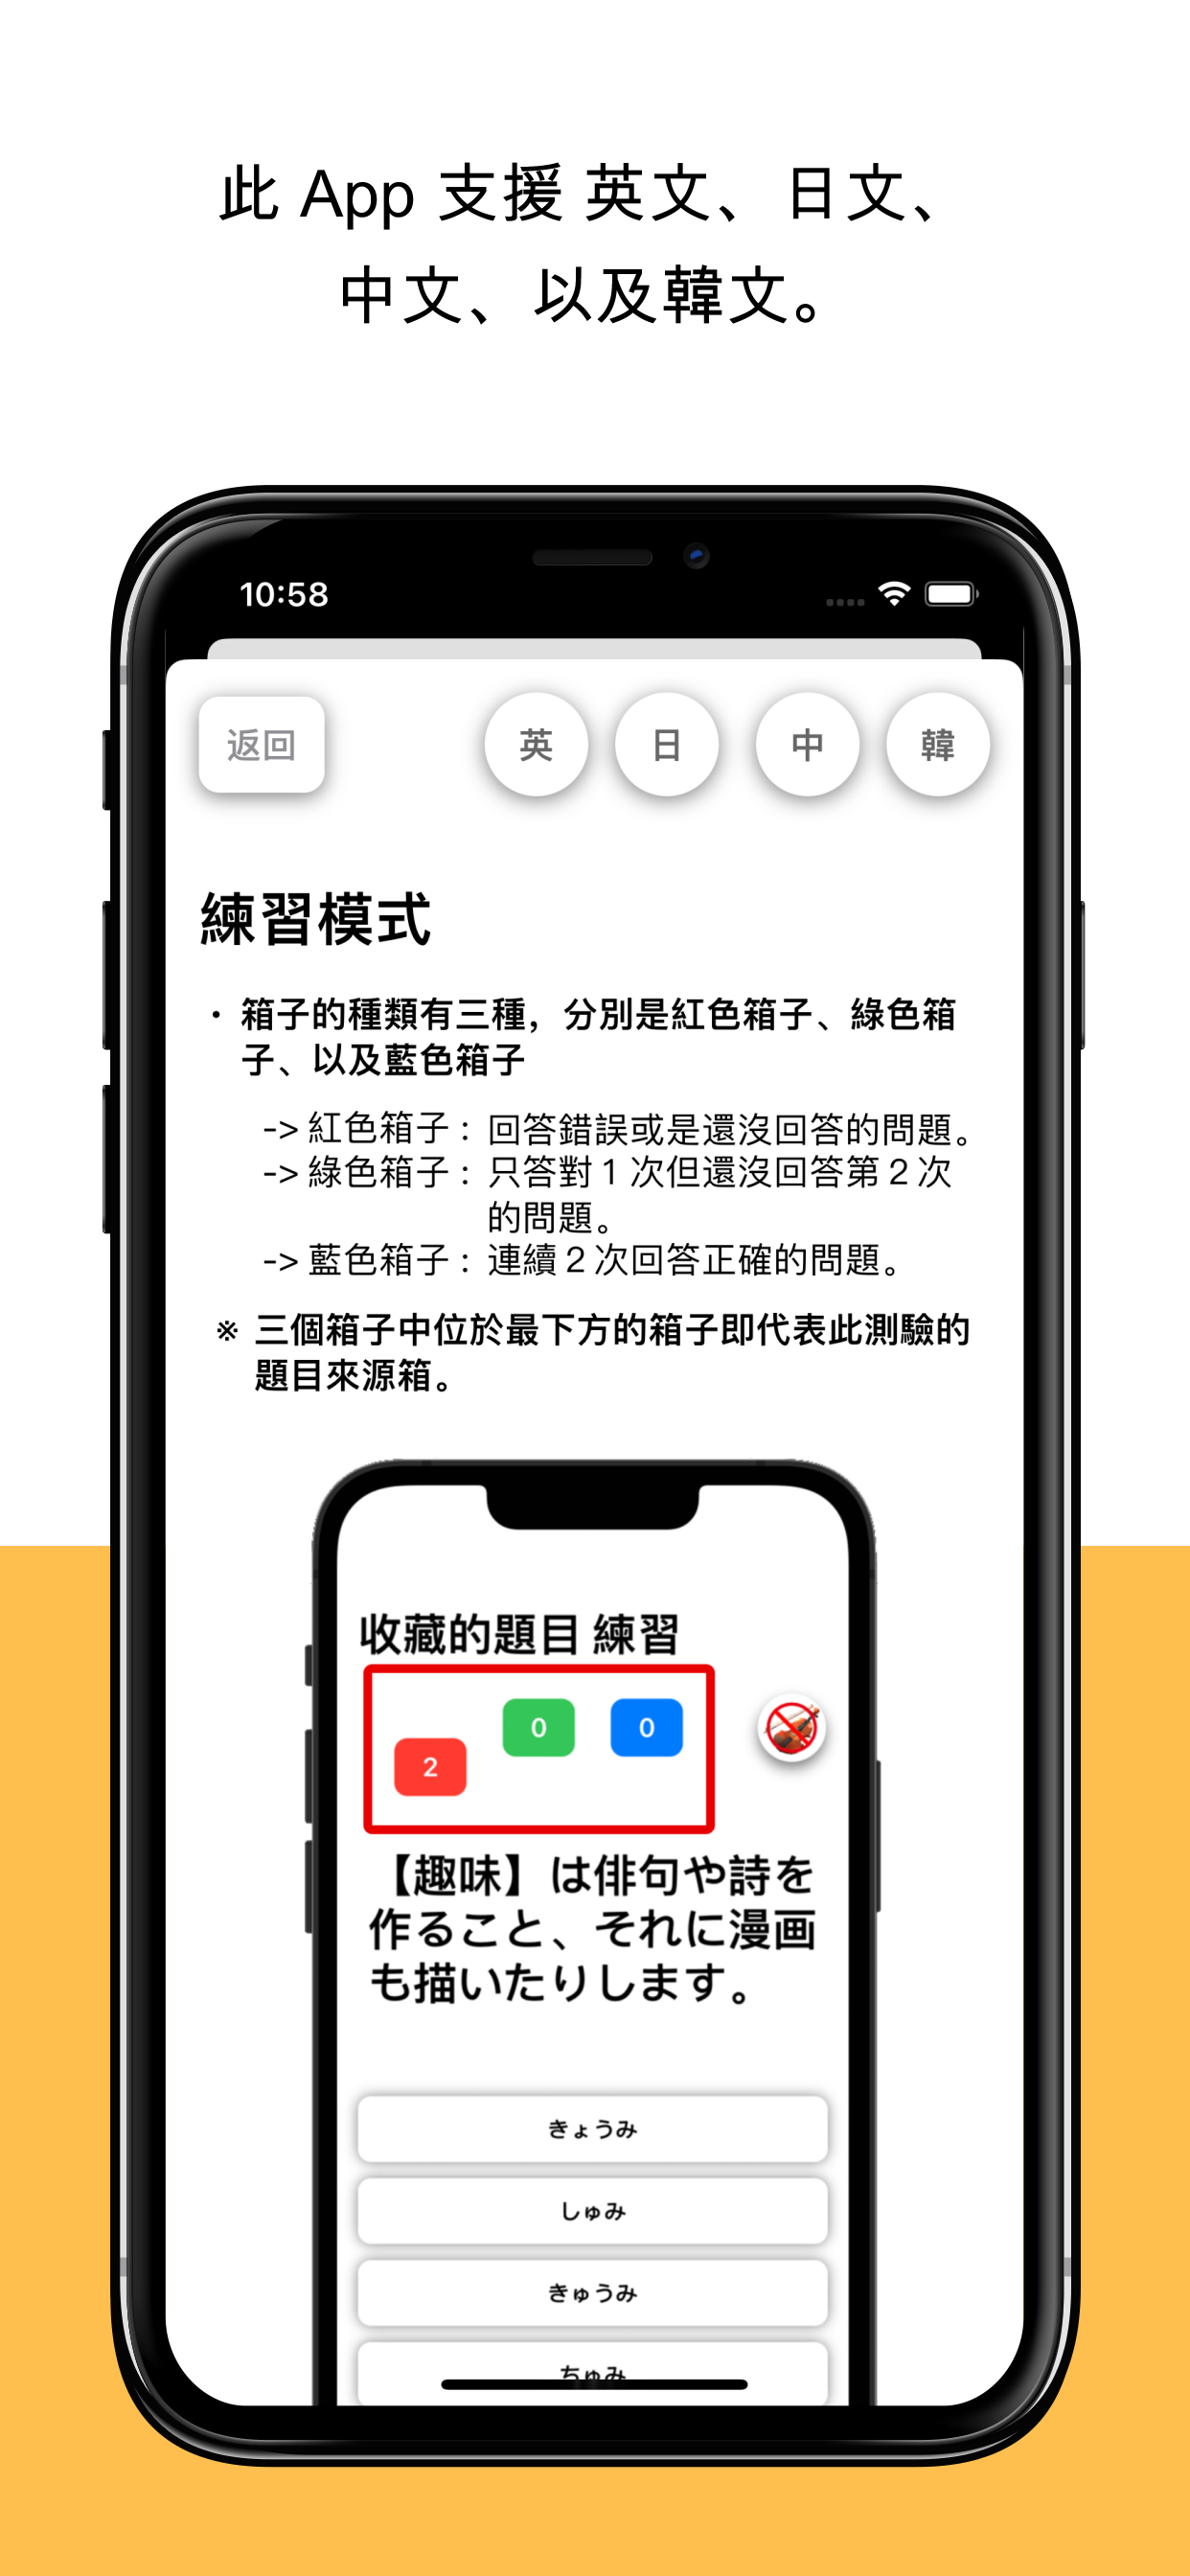 此 App 支援 英文、日文、
中文、以及韓文。
10:58
返回
英
日
中
韓
練習模式
・箱子的種類有三種，分別是紅色箱子、綠色箱
子、以及藍色箱子
-> 紅色箱子： 回答錯誤或是還沒回答的問題。
-> 綠色箱子： 只答對 1 次但還沒回答第 2 次
的問題。
-> 藍色箱子： 連續 2 次回答正確的問題。
※ 三個箱子中位於最下方的箱子即代表此測驗的
題目來源箱。
收藏的題目 練習
0
0
2
【趣味】は俳句や詩を
作ること、それに漫画
も描いたりします。
きょうみ
しゅみ
きゅうみ
ちゅみ